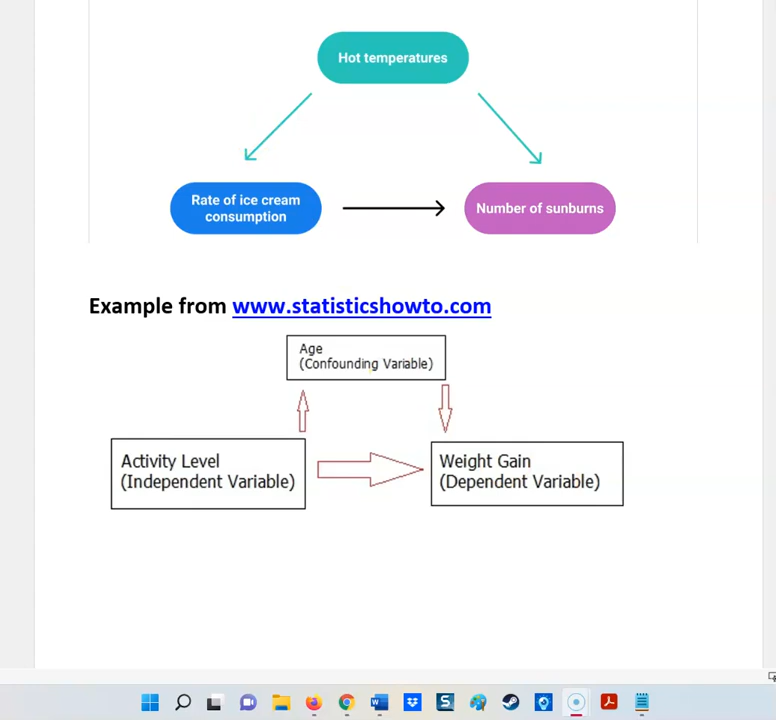 Hot temperatures
Rate of ice cream
consumption
Number of sunburns
Example from www.statisticshowto.com
Age
(Confounding Variable)
Activity Level
(Independent Variable)
Weight Gain
(Dependent Variable)